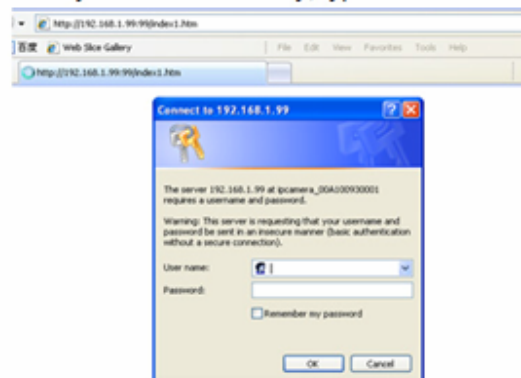 http://192.168.1.99:99/index1.htm
百度 Web Slice Gallery File Edit View Favorites Tools Help
http://192.168.1.99:99/index1.htm
Connect to 192.168.1.99
The server 192.168.1.99 at ipcamera_00A100930001
requires a username and password.
Warning: This server is requesting that your username and
password be sent in an insecure manner (basic authentication
without a secure connection).
User name:
Password:
Remember my password
OK Cancel